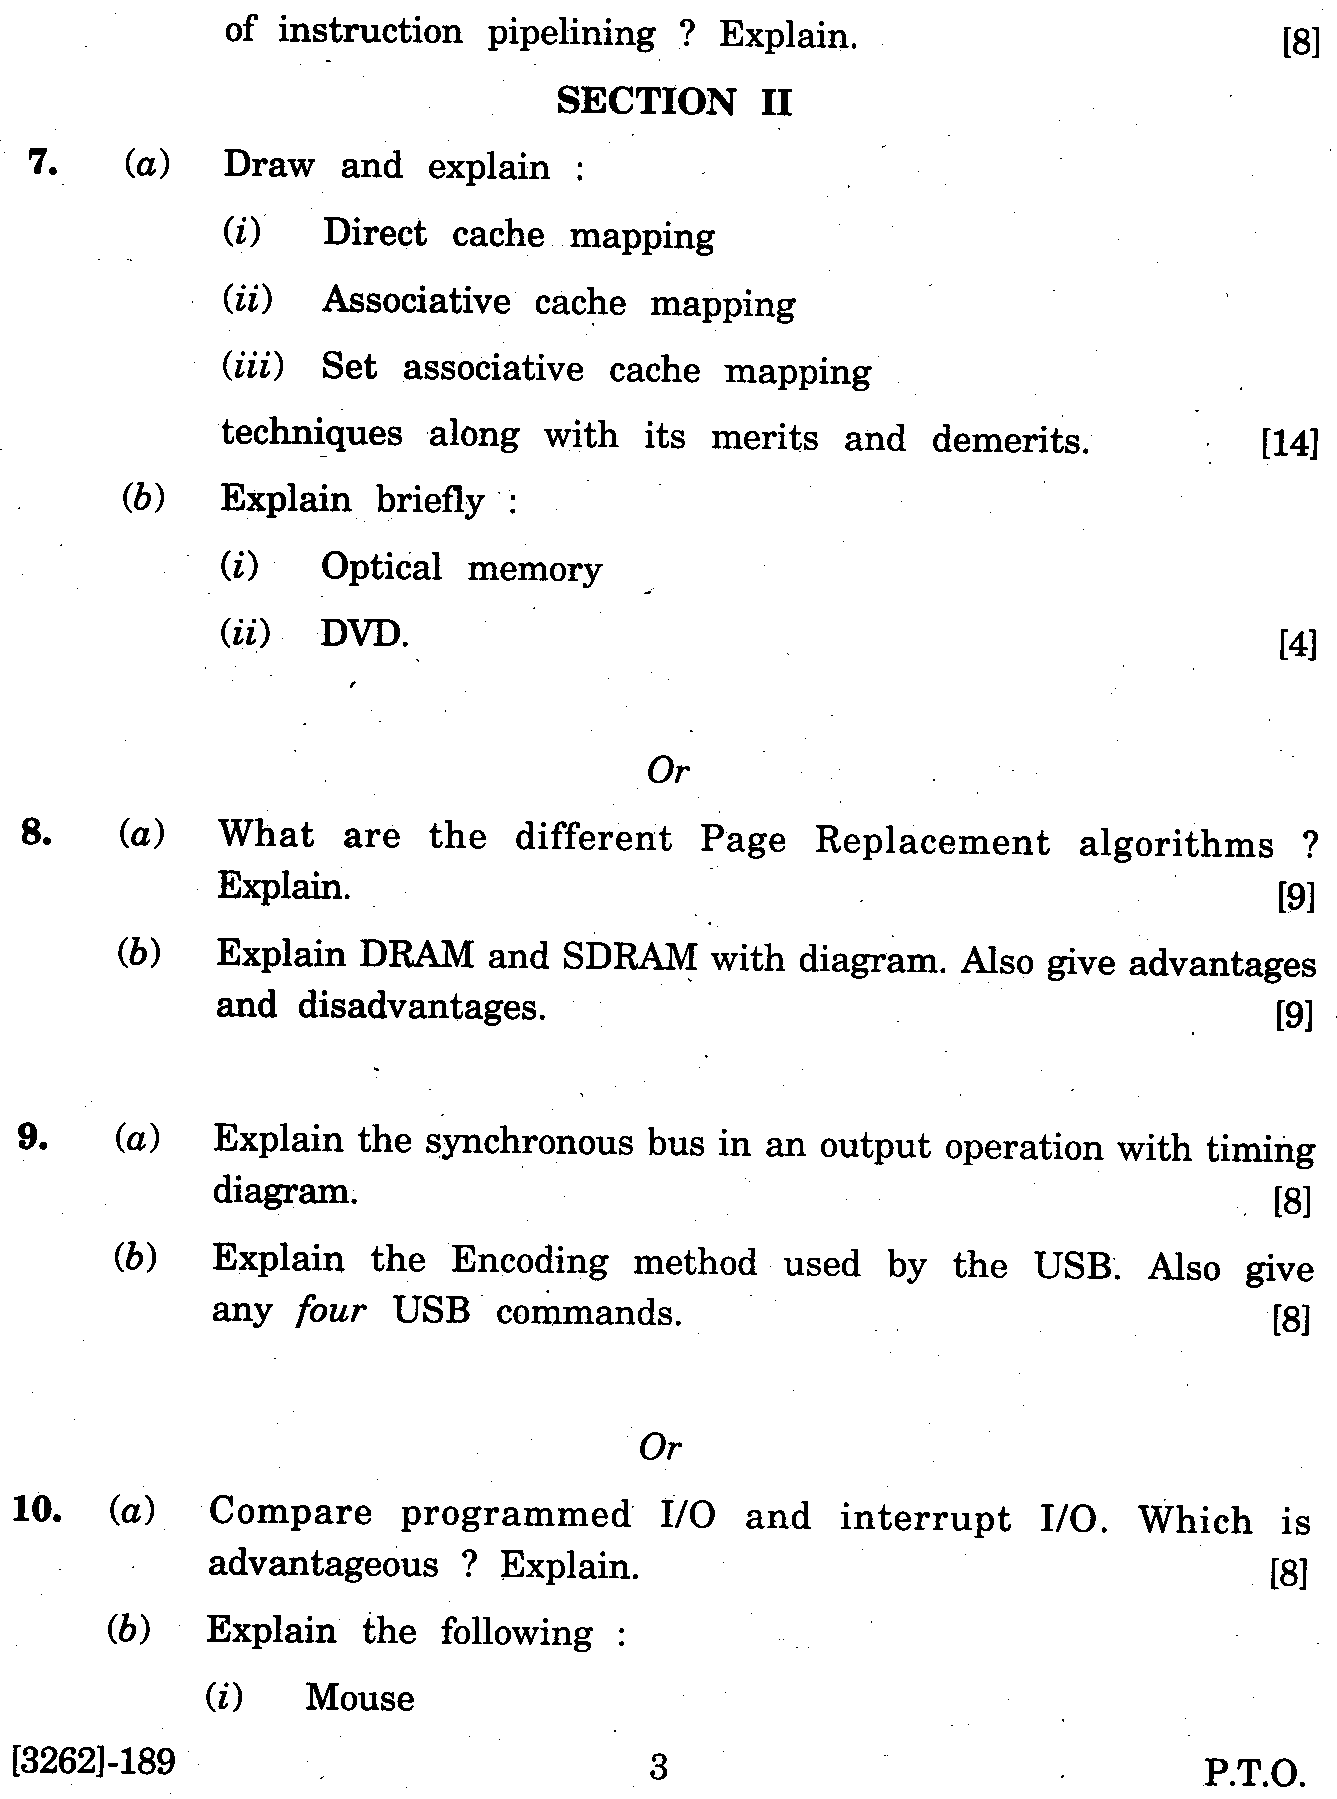 of instruction pipelining ? Explain. [8]
SECTION II
7. (a) Draw and explain :
(i) Direct cache mapping
(ii) Associative cache mapping
(iii) Set associative cache mapping
techniques along with its merits and demerits. [14]
(b) Explain briefly :
(i) Optical memory
(ii) DVD. [4]
Or
8. (a) What are the different Page Replacement algorithms ?
Explain. [9]
(b) Explain DRAM and SDRAM with diagram. Also give advantages
and disadvantages. [9]
9. (a) Explain the synchronous bus in an output operation with timing
diagram. [8]
(b) Explain the Encoding method used by the USB. Also give
any four USB commands. [8]
Or
10. (a) Compare programmed I/O and interrupt I/O. Which is
advantageous ? Explain. [8]
(b) Explain the following :
(i) Mouse
[3262]-189 3 P.T.O.